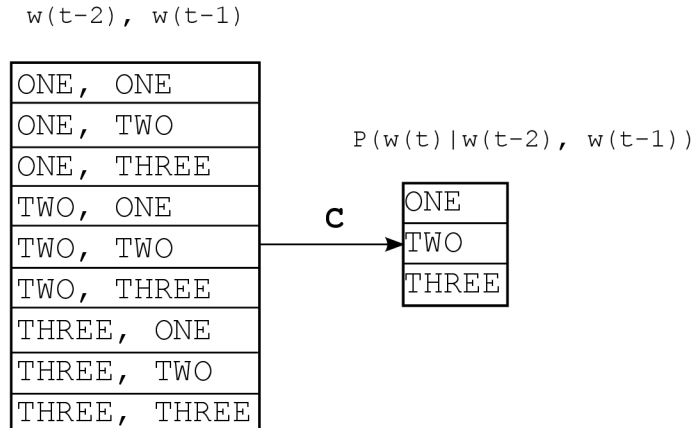 w(t-2), w(t-1)
ONE, ONE
ONE, TWO
ONE, THREE
TWO, ONE
TWO, TWO
TWO, THREE
THREE, ONE
THREE, TWO
THREE, THREE
C
P(w(t)|w(t-2), w(t-1))
ONE
TWO
THREE